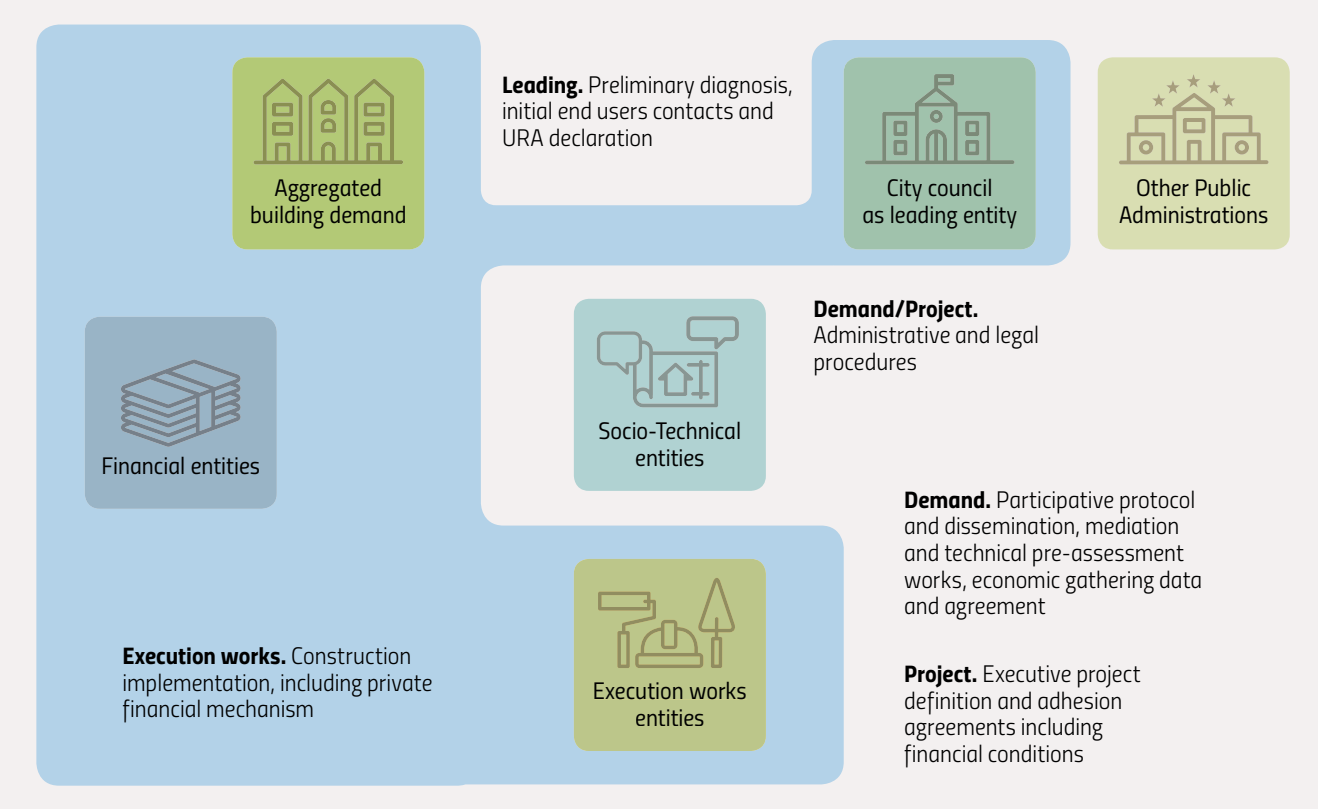 Aggregated
building demand
Leading. Preliminary diagnosis,
initial end users contacts and
URA declaration
City council
as leading entity
Other Public
Administrations
Financial entities
Socio-Technical
entities
Demand/Project.
Administrative and legal
procedures
Demand. Participative protocol
and dissemination, mediation
and technical pre-assessment
works, economic gathering data
and agreement
Execution works. Construction
implementation, including private
financial mechanism
Execution works
entities
Project. Executive project
definition and adhesion
agreements including
financial conditions